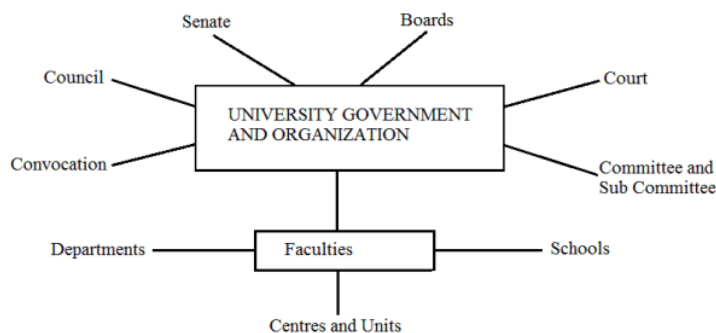 Senate
Boards
Council
Court
UNIVERSITY GOVERNMENT
AND ORGANIZATION
Convocation
Committee and
Sub Committee
Departments
Faculties
Schools
Centres and Units